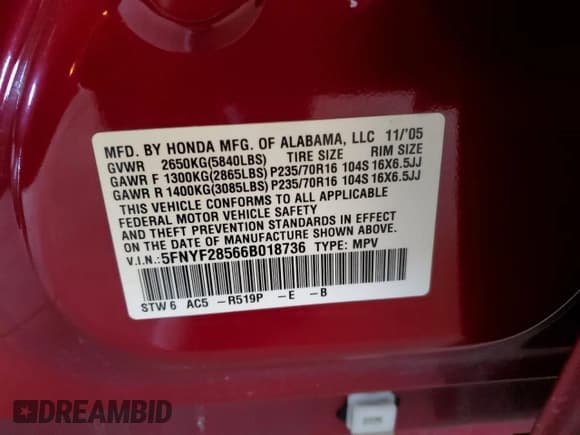 MFD. BY HONDA MFG. OF ALABAMA, LLC 11/'05
GVWR 2650KG(5840LBS) TIRE SIZE RIM SIZE
GAWR F 1300KG(2865LBS)P235/70R16 104S 16X6.5JJ
GAWR R 1400KG(3085LBS)P235/70R16 104S 16X6.5JJ
THIS VEHICLE CONFORMS TO ALL APPLICABLE
FEDERAL MOTOR VEHICLE SAFETY
AND THEFT PREVENTION STANDARDS IN EFFECT
ON THE DATE OF MANUFACTURE SHOWN ABOVE.
V.I.N.:5FNYF28566B018736 TYPE: MPV
STW 6 AC5 -R519P -E -B
DREAMBID